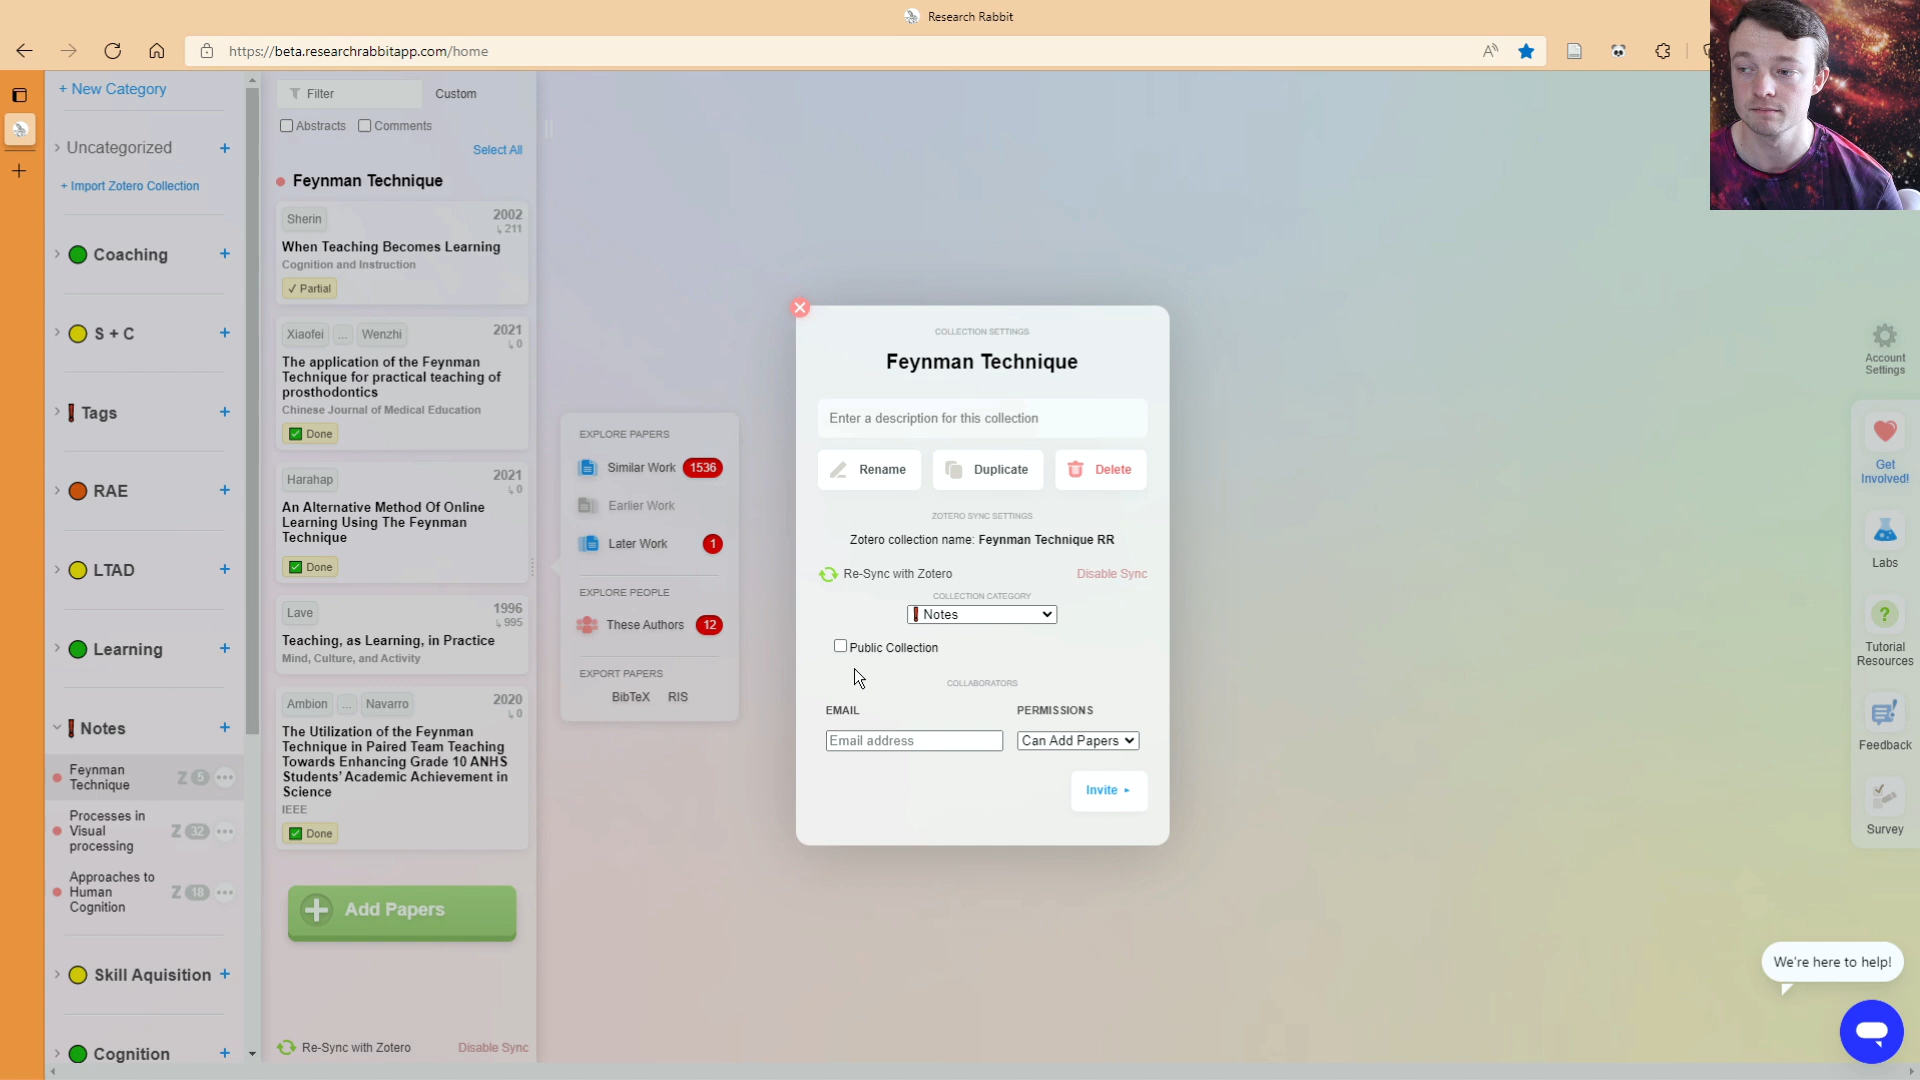 Research Rabbit
https://beta.researchrabbitapp.com/home
+ New Category
Uncategorized +
+ Import Zotero Collection
Coaching +
S + C +
Tags +
RAE +
LTAD +
Learning +
Notes +
Feynman
Technique
Z 5 ...
Processes in
Visual
processing
Z 32 ...
Approaches to
Human
Cognition
Z 18 ...
Skill Aquisition +
Cognition +
Filter
Custom
Abstracts
Comments
Select All
Feynman Technique
Sherin
2002
211
When Teaching Becomes Learning
Cognition and Instruction
✓ Partial
Xiaofei ... Wenzhi
2021
0
The application of the Feynman
Technique for practical teaching of
prosthodontics
Chinese Journal of Medical Education
✅ Done
Harahap
2021
0
An Alternative Method Of Online
Learning Using The Feynman
Technique
✅ Done
Lave
1996
995
Teaching, as Learning, in Practice
Mind, Culture, and Activity
Ambion ... Navarro
2020
0
The Utilization of the Feynman
Technique in Paired Team Teaching
Towards Enhancing Grade 10 ANHS
Students' Academic Achievement in
Science
IEEE
✅ Done
Add Papers
Re-Sync with Zotero
Disable Sync
EXPLORE PAPERS
Similar Work 1536
Earlier Work
Later Work 1
EXPLORE PEOPLE
These Authors 12
EXPORT PAPERS
BibTeX RIS
COLLECTION SETTINGS
Feynman Technique
Enter a description for this collection
Rename
Duplicate
Delete
ZOTERO SYNC SETTINGS
Zotero collection name: Feynman Technique RR
Re-Sync with Zotero
Disable Sync
COLLECTION CATEGORY
❗ Notes
Public Collection
COLLABORATORS
EMAIL
PERMISSIONS
Email address
Can Add Papers
Invite ▸
Account
Settings
Get
Involved!
Labs
?
Tutorial
Resources
Feedback
Survey
We're here to help!